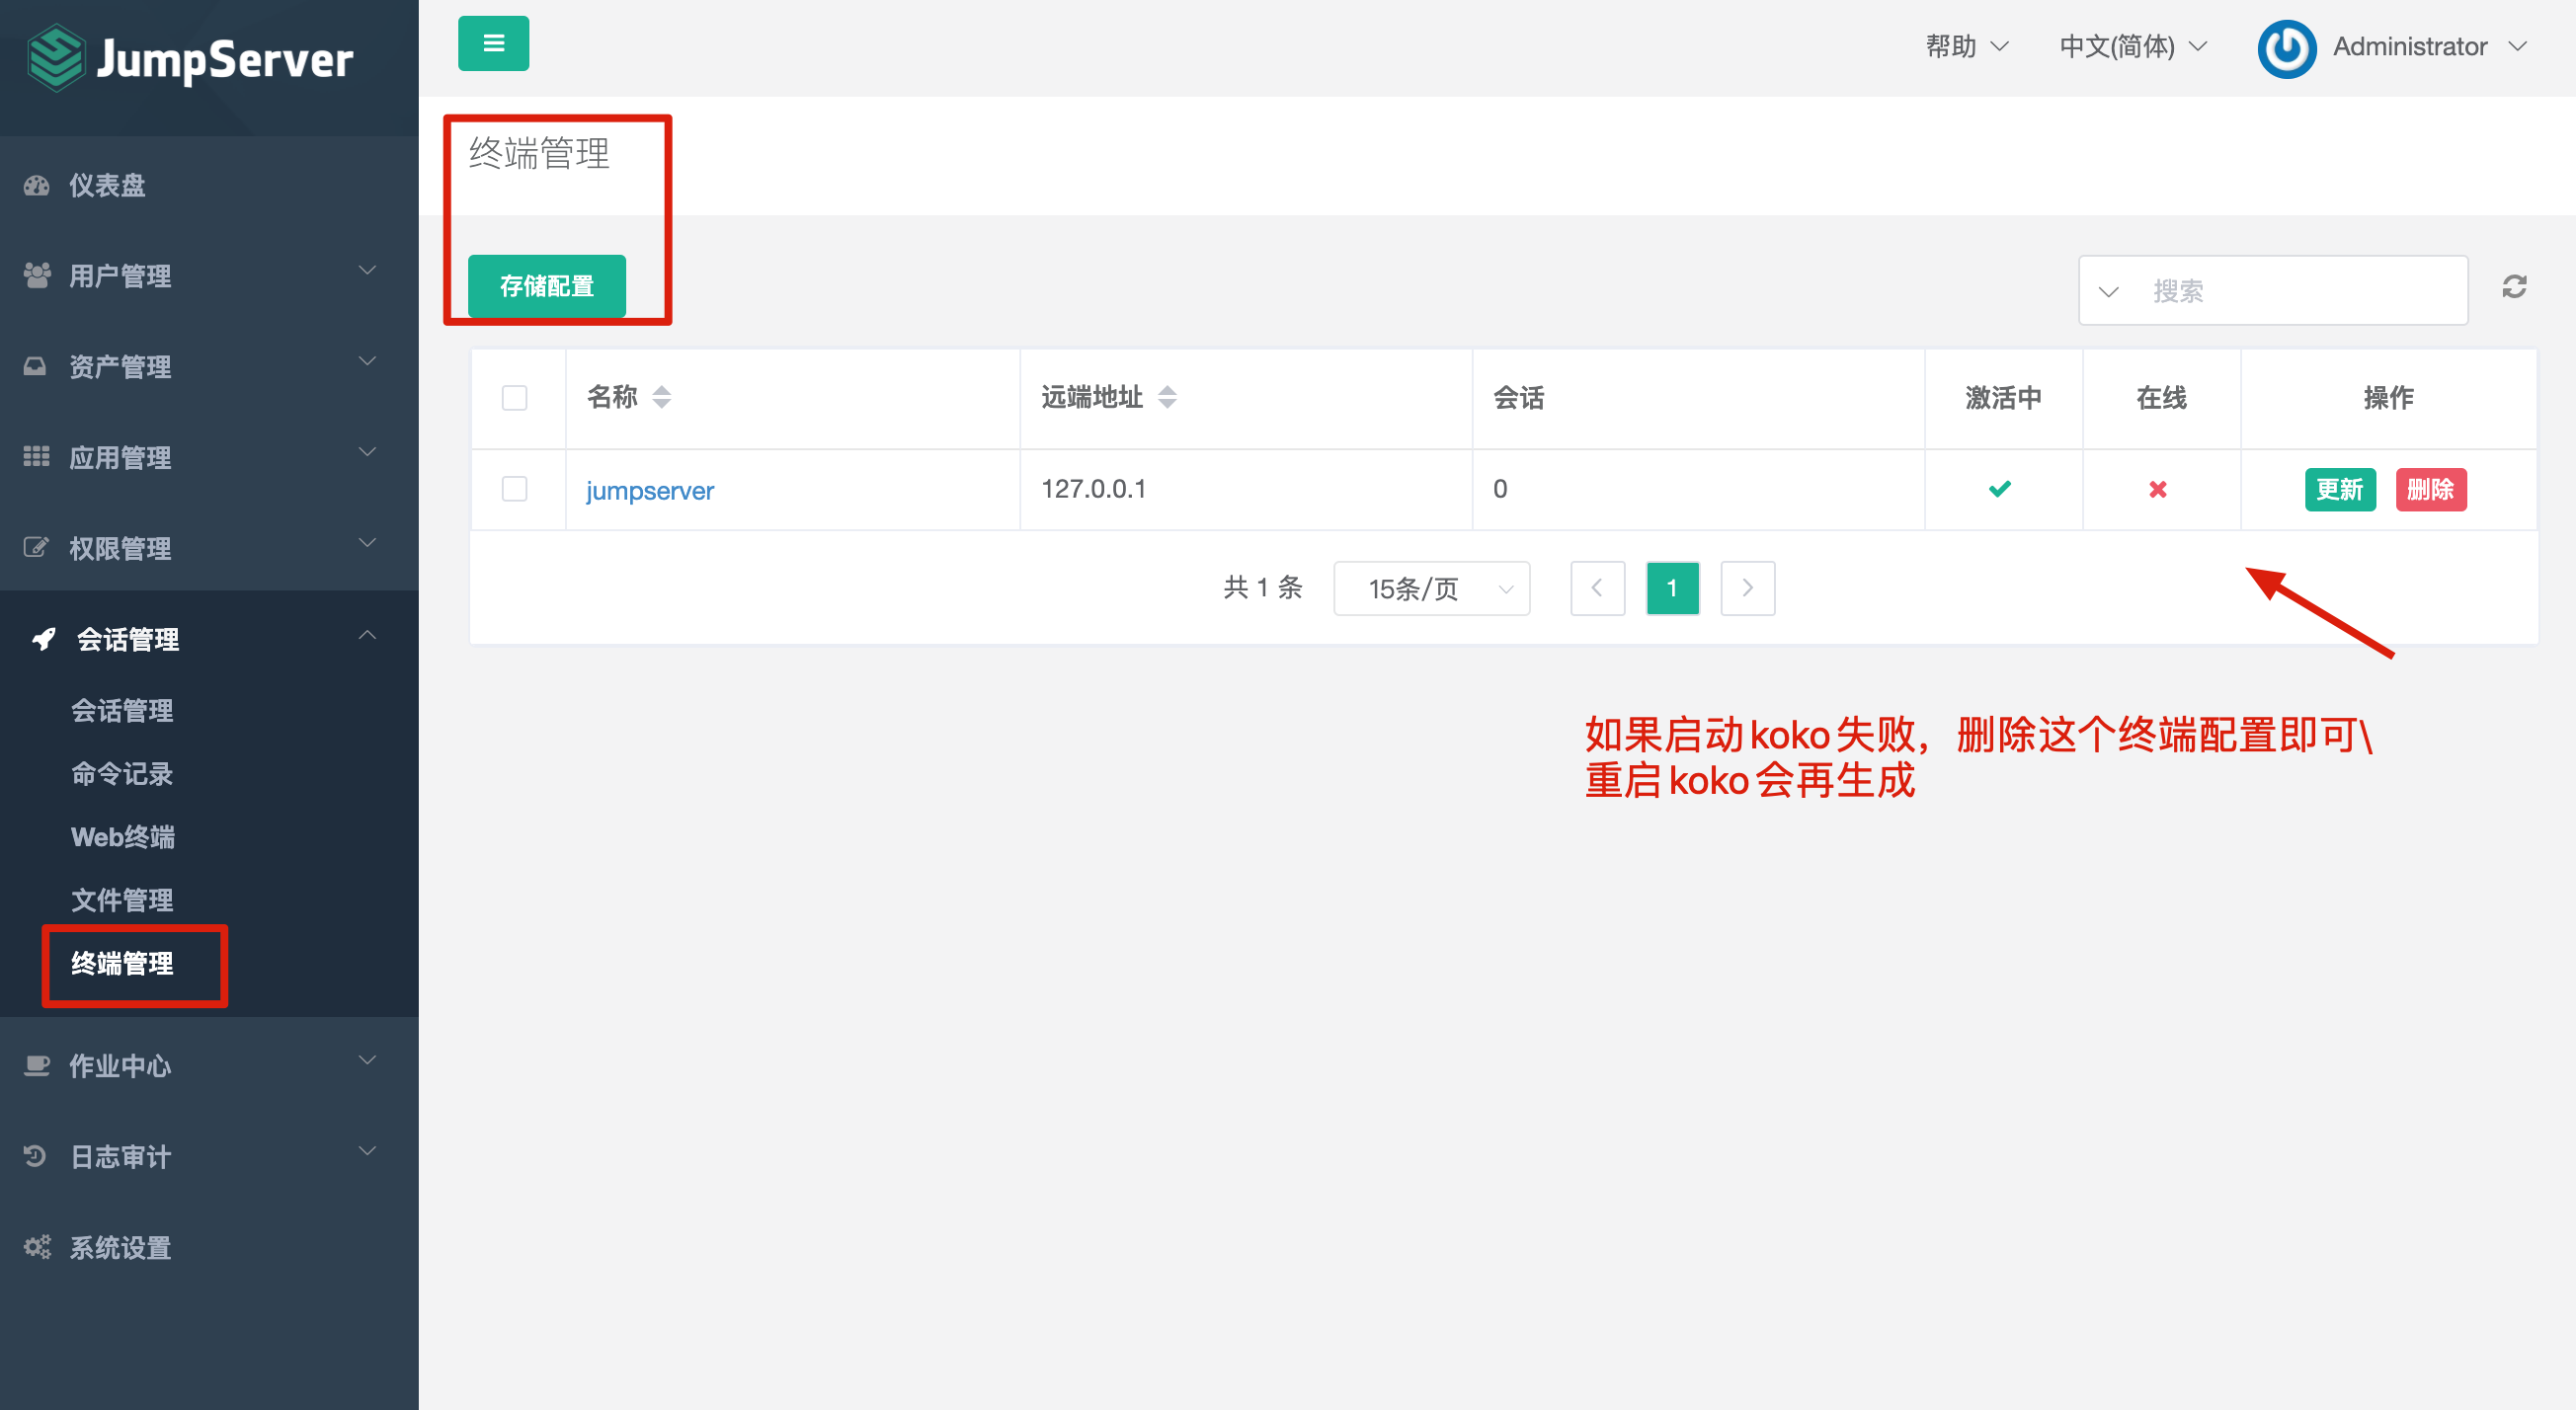 JumpServer
帮助
中文(简体)
Administrator
仪表盘
用户管理
资产管理
应用管理
权限管理
会话管理
会话管理
命令记录
Web终端
文件管理
终端管理
作业中心
日志审计
系统设置
终端管理
存储配置
搜索
名称 远端地址 会话 激活中 在线 操作
jumpserver 127.0.0.1 0 更新 删除
共 1 条 15条/页 1
如果启动koko失败，删除这个终端配置即可\
重启koko会再生成